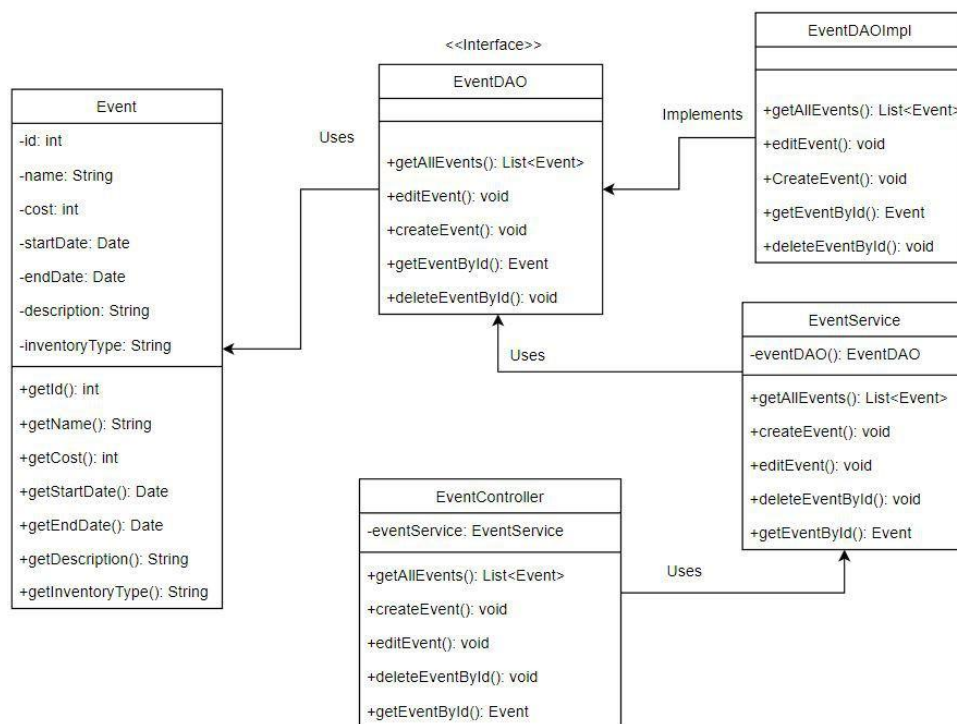 Event
-id: int
-name: String
-cost: int
-startDate: Date
-endDate: Date
-description: String
-inventoryType: String
+getId(): int
+getName(): String
+getCost(): int
+getStartDate(): Date
+getEndDate(): Date
+getDescription(): String
+getInventoryType(): String
Uses
<<Interface>>
EventDAO
+getAllEvents(): List<Event>
+editEvent(): void
+createEvent(): void
+getEventById(): Event
+deleteEventById(): void
Implements
EventDAOImpl
+getAllEvents(): List<Event>
+editEvent(): void
+CreateEvent(): void
+getEventById(): Event
+deleteEventById(): void
Uses
EventService
-eventDAO(): EventDAO
+getAllEvents(): List<Event>
+createEvent(): void
+editEvent(): void
+deleteEventById(): void
+getEventById(): Event
EventController
-eventService: EventService
+getAllEvents(): List<Event>
+createEvent(): void
+editEvent(): void
+deleteEventById(): void
+getEventById(): Event
Uses